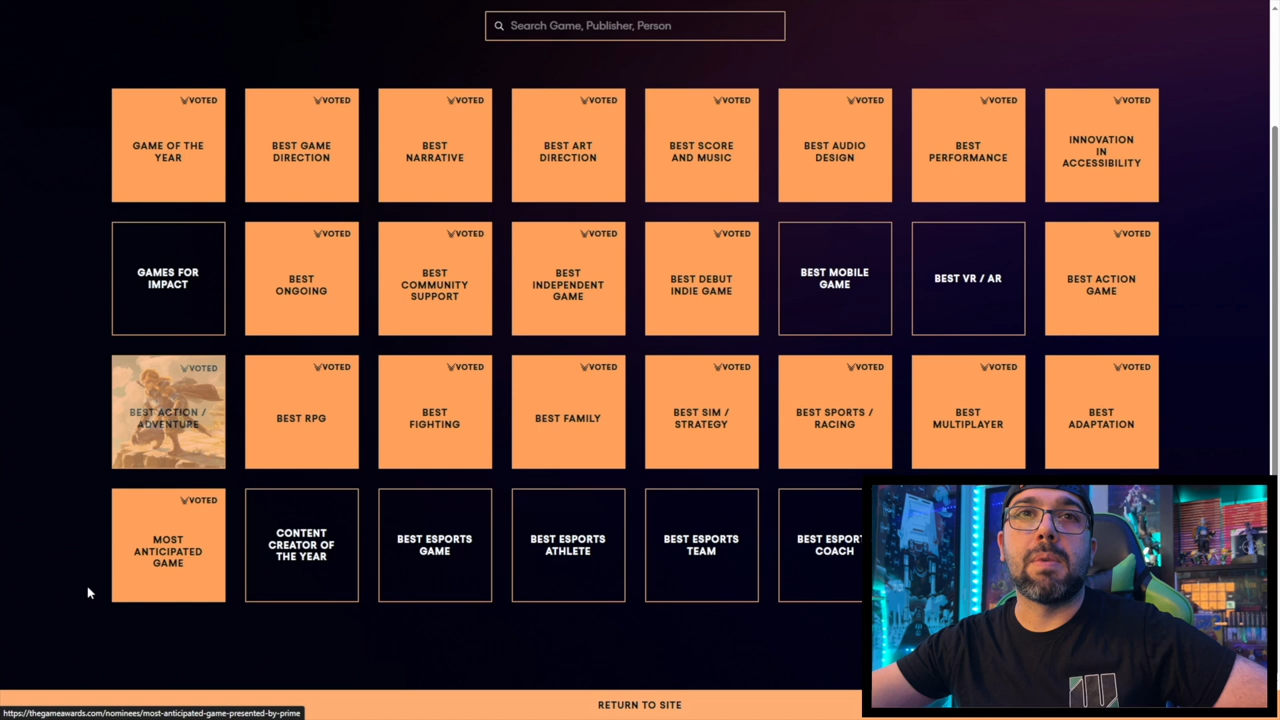 Search Game, Publisher, Person
VOTED
GAME OF THE
YEAR
VOTED
BEST GAME
DIRECTION
VOTED
BEST
NARRATIVE
VOTED
BEST ART
DIRECTION
VOTED
BEST SCORE
AND MUSIC
VOTED
BEST AUDIO
DESIGN
VOTED
BEST
PERFORMANCE
VOTED
INNOVATION
IN
ACCESSIBILITY
GAMES FOR
IMPACT
VOTED
BEST
ONGOING
VOTED
BEST
COMMUNITY
SUPPORT
VOTED
BEST
INDEPENDENT
GAME
VOTED
BEST DEBUT
INDIE GAME
BEST MOBILE
GAME
BEST VR / AR
VOTED
BEST ACTION
GAME
VOTED
BEST ACTION /
ADVENTURE
VOTED
BEST RPG
VOTED
BEST
FIGHTING
VOTED
BEST FAMILY
VOTED
BEST SIM /
STRATEGY
VOTED
BEST SPORTS /
RACING
VOTED
BEST
MULTIPLAYER
VOTED
BEST
ADAPTATION
VOTED
MOST
ANTICIPATED
GAME
CONTENT
CREATOR OF
THE YEAR
BEST ESPORTS
GAME
BEST ESPORTS
ATHLETE
BEST ESPORTS
TEAM
BEST ESPORT
COACH
RETURN TO SITE
https://thegameawards.com/nominees/most-anticipated-game-presented-by-prime